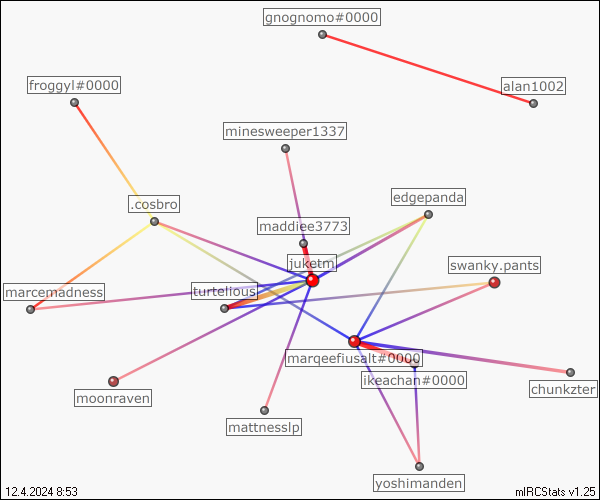 gnognomo#0000
froggyl#0000
alan1002
minesweeper1337
edgepanda
.cosbro
maddiee3773
juketm
swanky.pants
marcemadness
turtelious
marqeefiusalt#0000
ikeachan#0000
chunkzter
moonraven
mattnesslp
yoshimanden
12.4.2024 8:53
mIRCStats v1.25